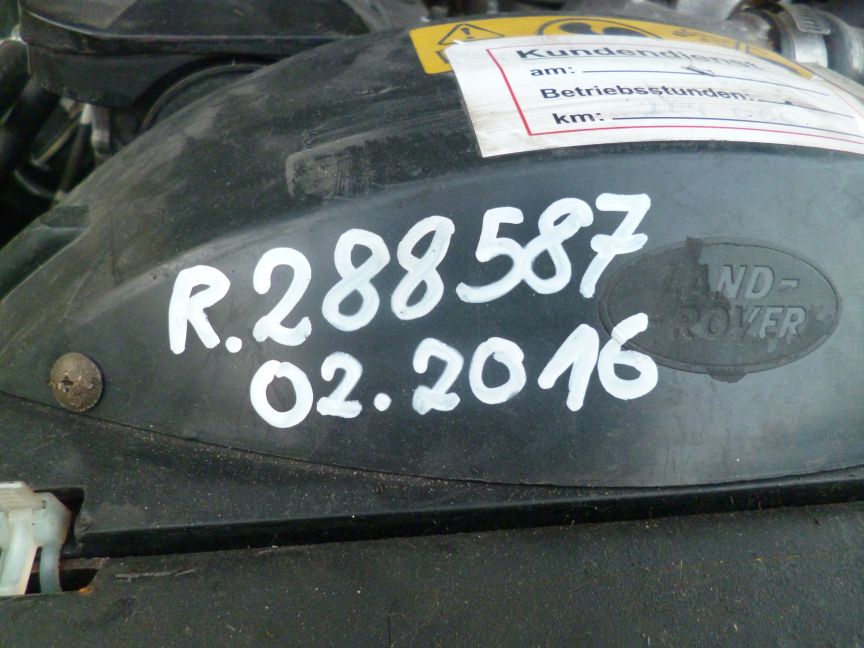 Kundendienst
am:
Betriebsstunden:
km:
R.288587
02.2016
LAND-
ROVER